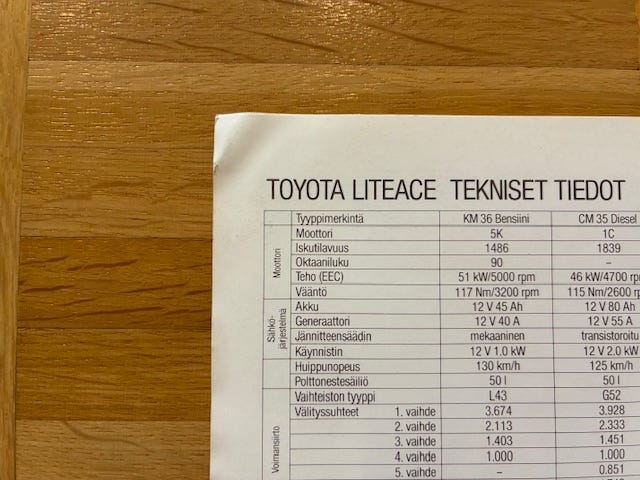 TOYOTA LITEACE TEKNISET TIEDOT
Tyyppimerkintä KM 36 Bensiini CM 35 Diesel
Moottori
Moottori 5K 1C
Iskutilavuus 1486 1839
Oktaaniluku 90 –
Teho (EEC) 51 kW/5000 rpm 46 kW/4700
Vääntö 117 Nm/3200 rpm 115 Nm/2600
Sähkö-
järjestelmä
Akku 12 V 45 Ah 12 V 80 Ah
Generaattori 12 V 40 A 12 V 55 A
Jännitteensäädin mekaaninen
Käynnistin 12 V 1.0 kW 12 V 2.0 kW
Huippunopeus 130 km/h 125 km/h
Polttonestesäiliö 50 l 50 l
Voimansiirto
Vaihteiston tyyppi L43 G52
Välityssuhteet 1. vaihde 3.674 3.928
2. vaihde 2.113 2.333
3. vaihde 1.403 1.451
4. vaihde 1.000 1.000
5. vaihde – 0.851